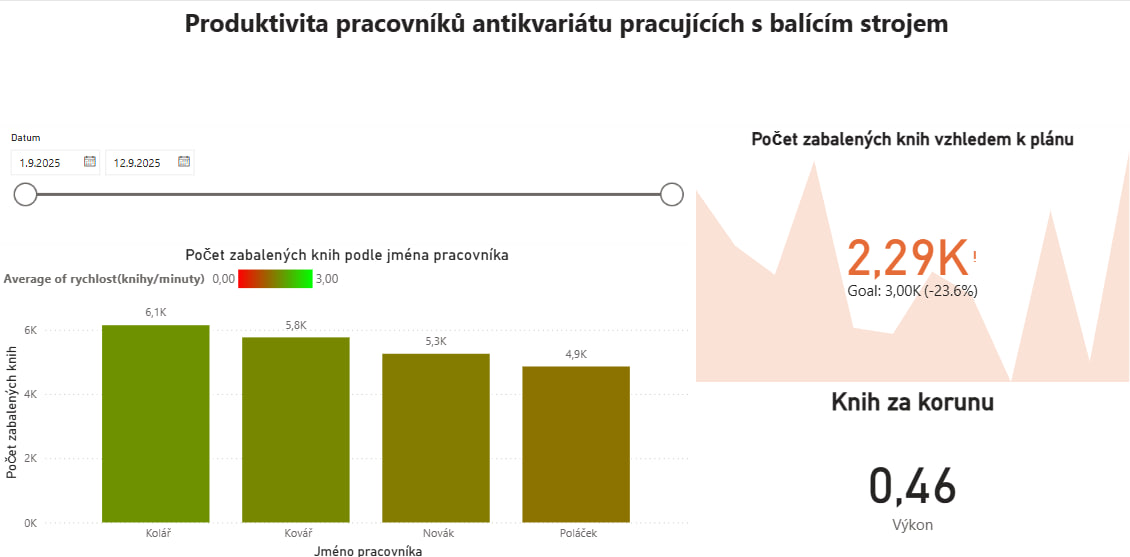 Produktivita pracovníků antikvariátu pracujících s balícím strojem
Datum
1.9.2025
12.9.2025
Počet zabalených knih podle jména pracovníka
Average of rychlost(knihy/minuty) 0,00 3,00
Počet zabalených knih
6K
4K
2K
0K
6,1K
5,8K
5,3K
4,9K
Kolář
Kovář
Novák
Poláček
Jméno pracovníka
Počet zabalených knih vzhledem k plánu
2,29K!
Goal: 3,00K (-23.6%)
Knih za korunu
0,46
Výkon